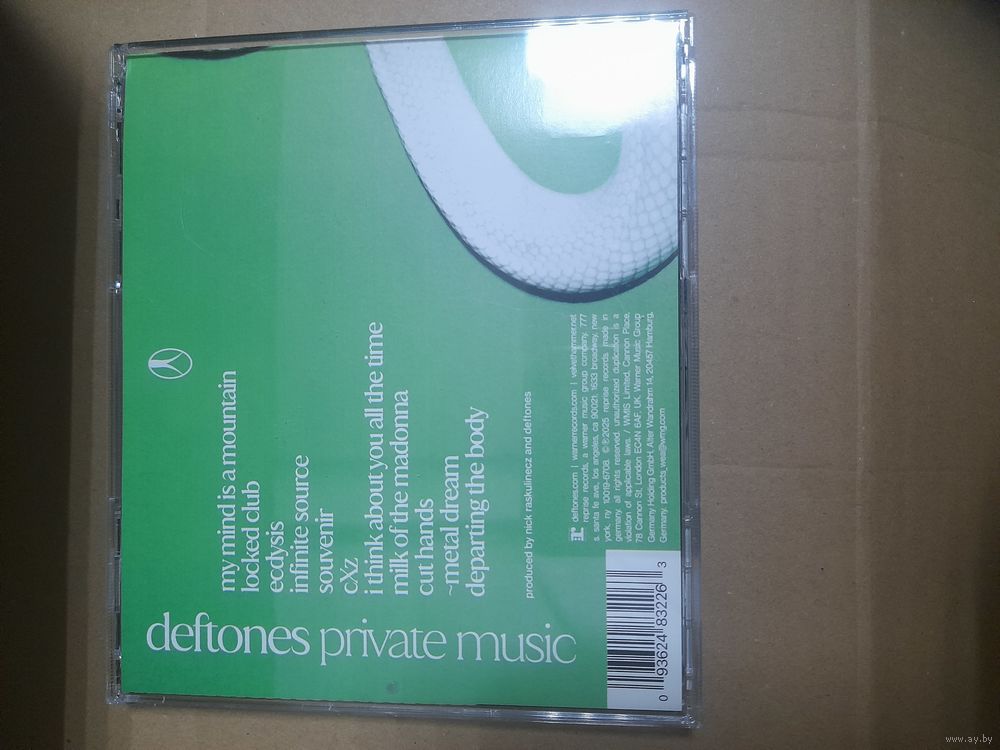 deftones private music
my mind is a mountain
locked club
ecdysis
infinite source
souvenir
cXz
i think about you all the time
milk of the madonna
cut hands
~metal dream
departing the body
produced by nick raskulinecz and deftones
deftones.com | warnerrecords.com | velvethammer.net
reprise records, a warner music group company, 777
s. santa fe ave., los angeles, ca 90021. 1633 broadway, new
york, ny 10019-6708. ©℗2025 reprise records. made in
germany. all rights reserved. unauthorized duplication is a
violation of applicable laws. / WMIS Limited, Cannon Place,
78 Cannon St, London EC4N 6AF, UK. Warner Music Group
Germany Holding GmbH, Alter Wandrahm 14, 20457 Hamburg,
Germany. products_wea@wmg.com
0 93624 83226 3
www.ay.by